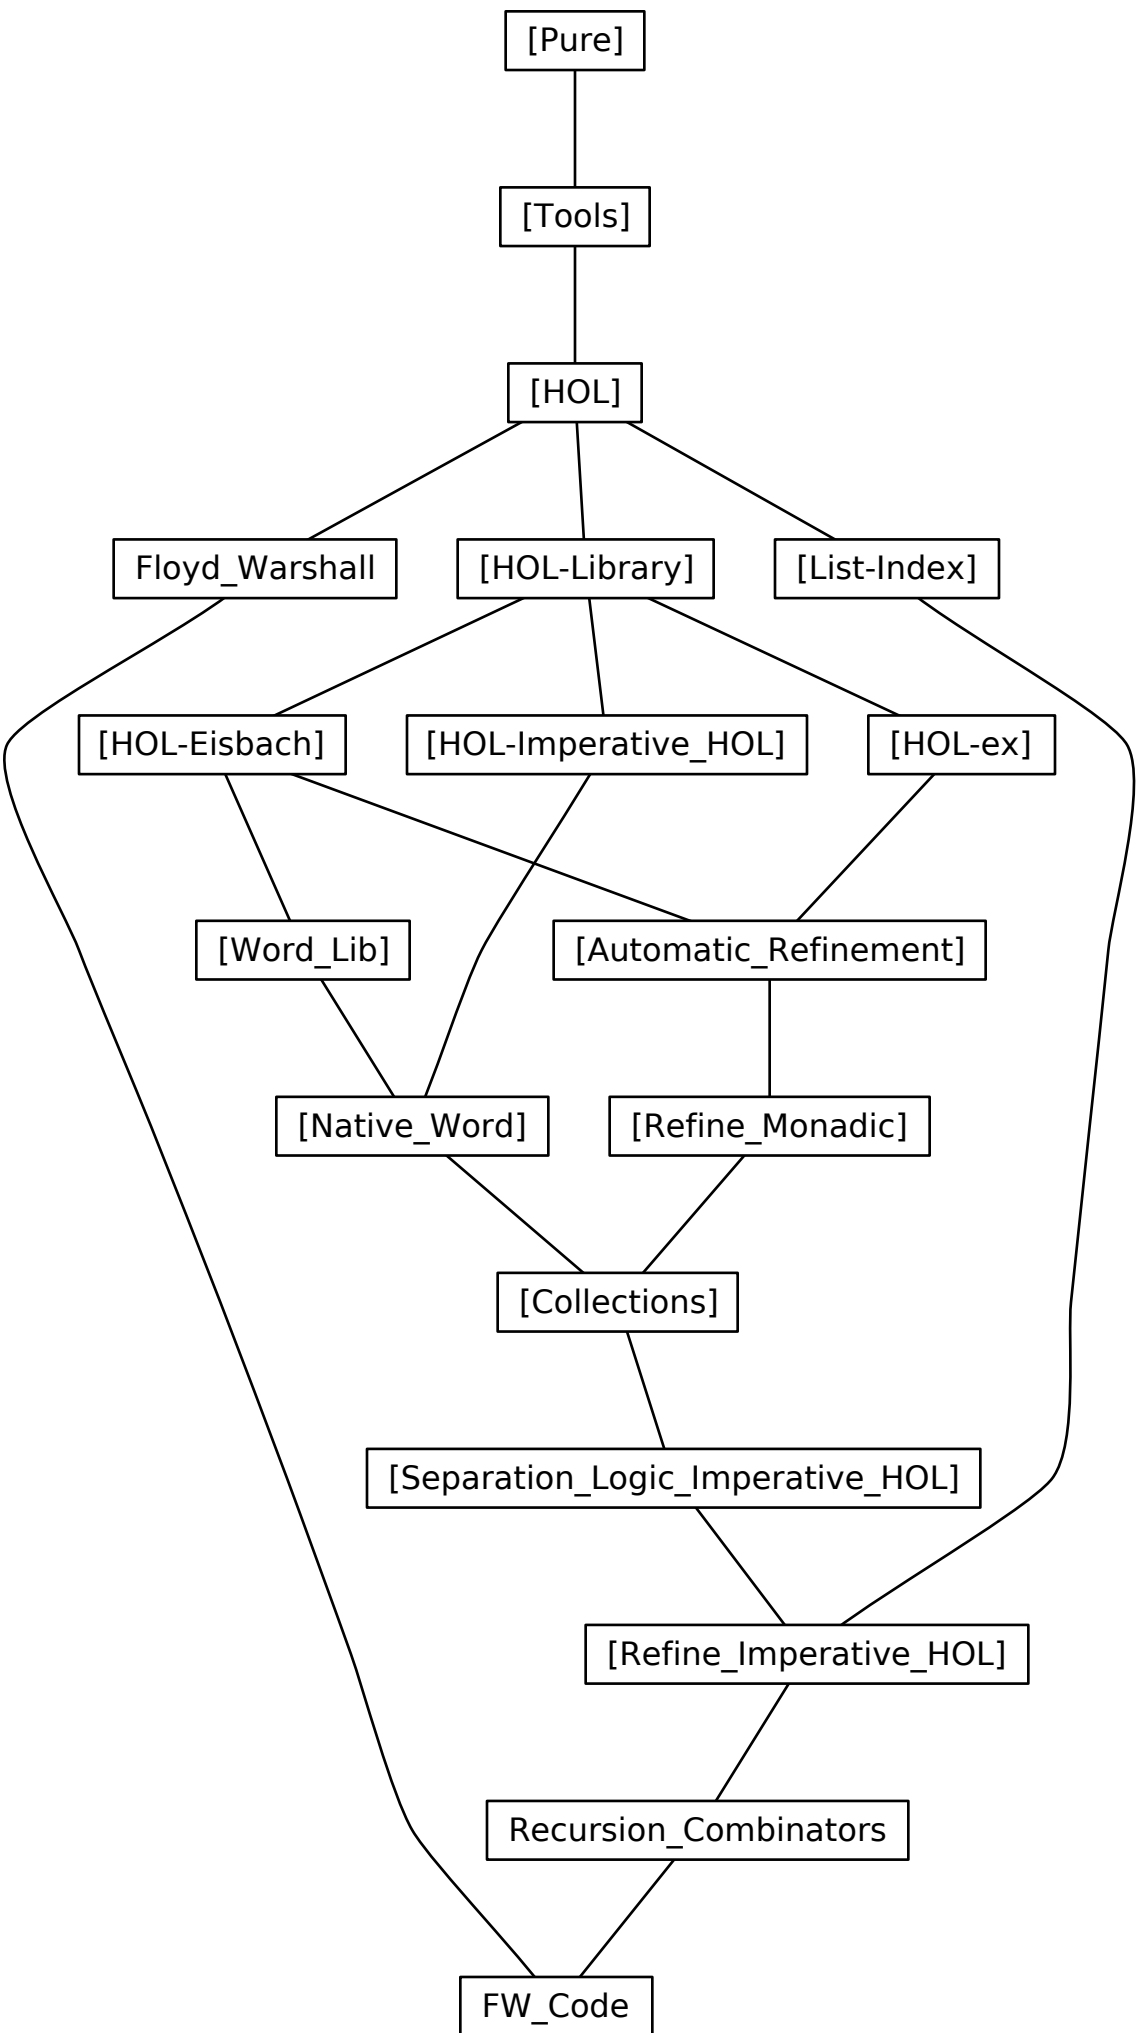 [Pure]
[Tools]
[HOL]
Floyd_Warshall
[HOL-Library]
[List-Index]
[HOL-Eisbach]
[HOL-Imperative_HOL]
[HOL-ex]
[Word_Lib]
[Automatic_Refinement]
[Native_Word]
[Refine_Monadic]
[Collections]
[Separation_Logic_Imperative_HOL]
[Refine_Imperative_HOL]
Recursion_Combinators
FW_Code